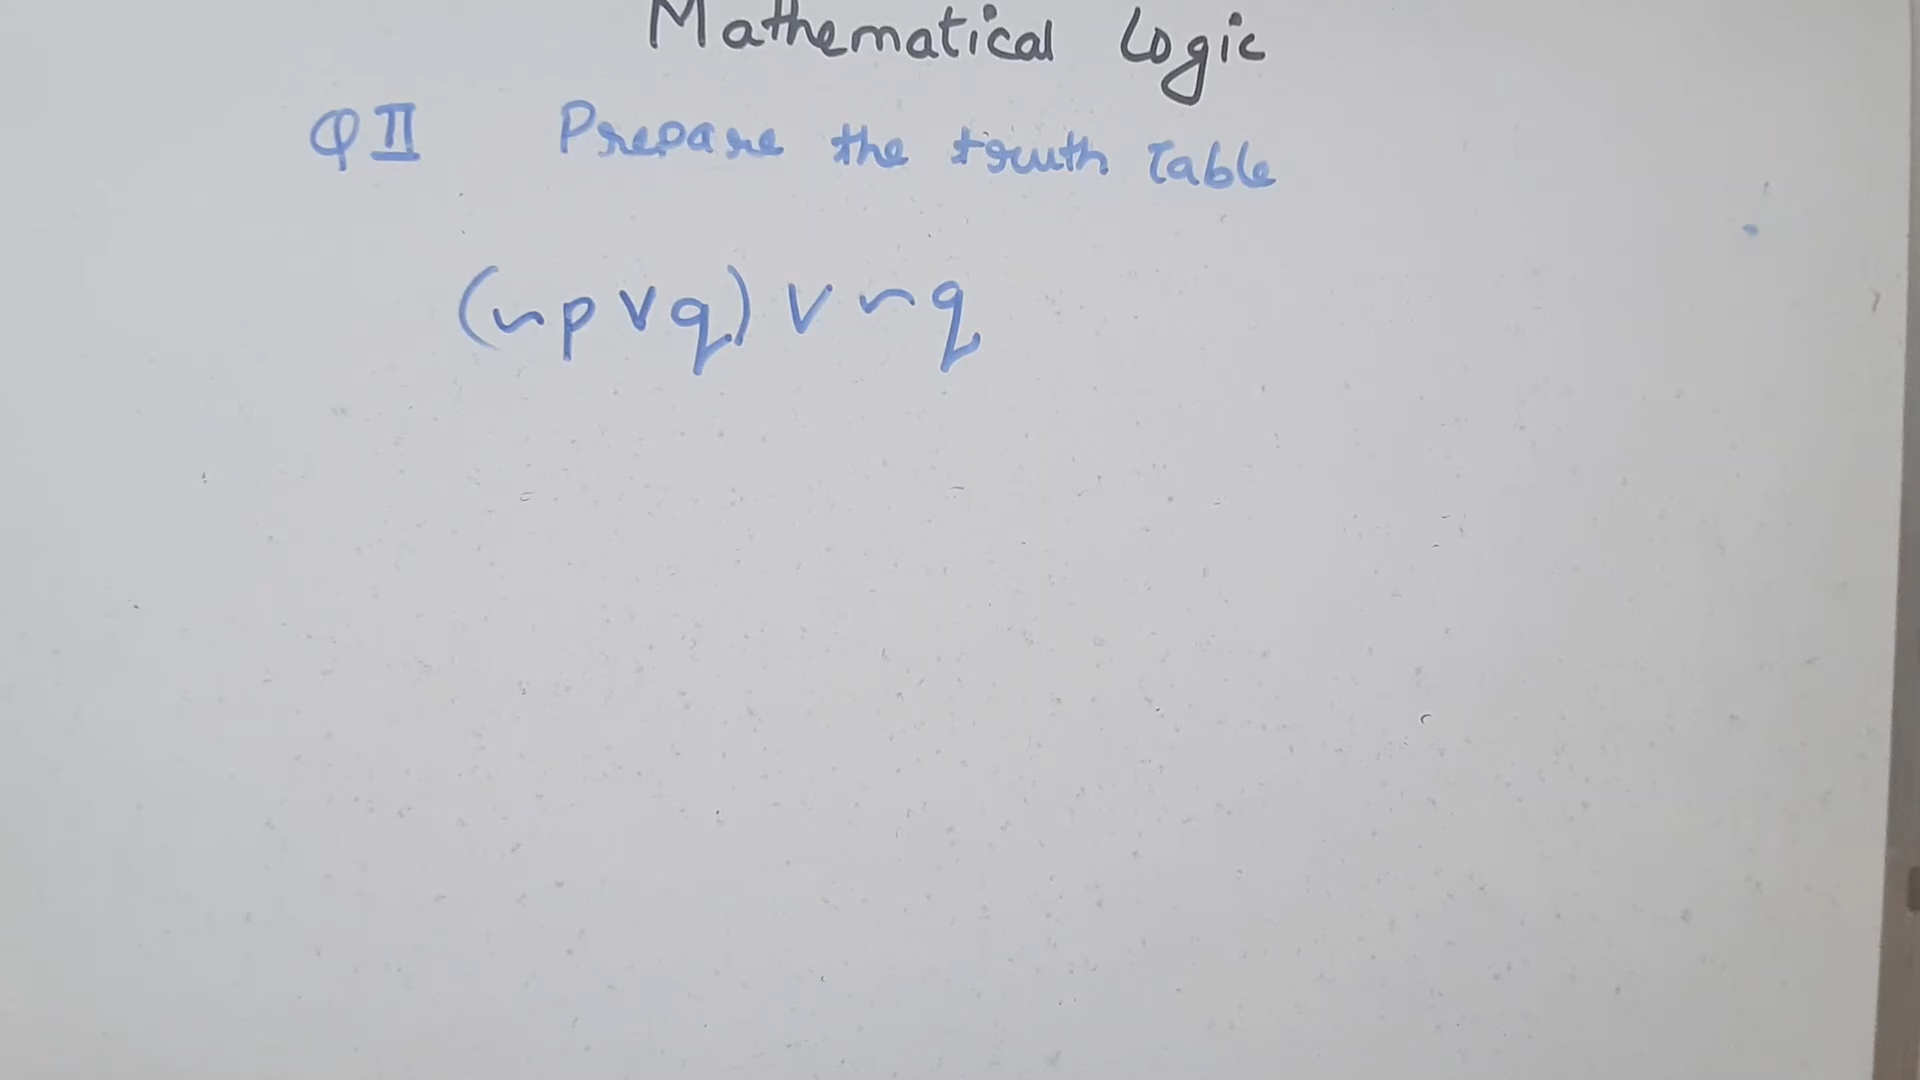 Mathematical Logic
Q II Prepare the truth Table
(~p ∨ q) ∨ ~q